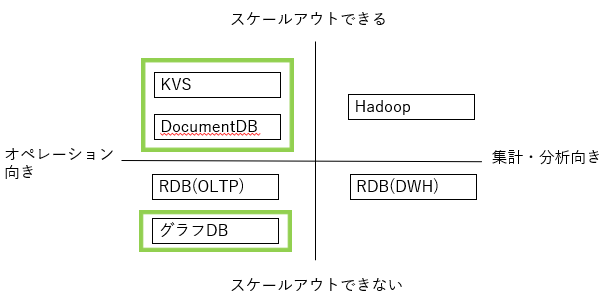 スケールアウトできる
KVS
Hadoop
DocumentDB
オペレーション
向き
集計・分析向き
RDB(OLTP)
RDB(DWH)
グラフDB
スケールアウトできない